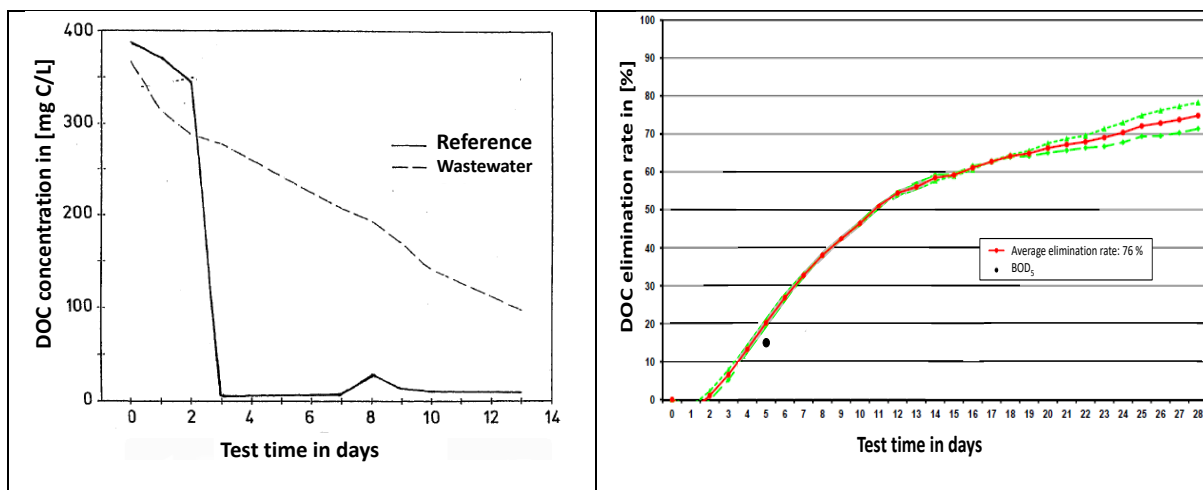 400
300
200
100
0
DOC concentration in [mg C/L]
Reference
Wastewater
0 2 4 6 8 10 12 14
Test time in days
100
90
80
70
60
50
40
30
20
10
0
DOC elimination rate in [%]
Average elimination rate: 76 %
BOD5
0 1 2 3 4 5 6 7 8 9 10 11 12 13 14 15 16 17 18 19 20 21 22 23 24 25 26 27 28
Test time in days